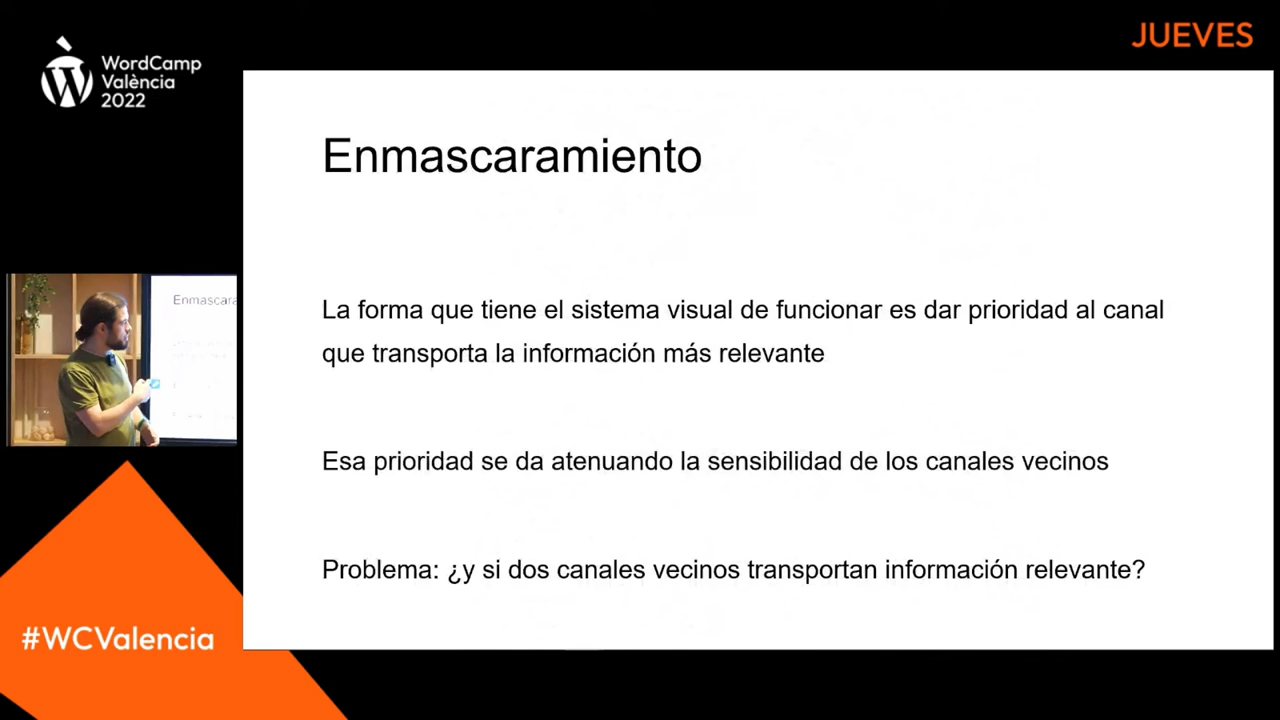 JUEVES
WordCamp
València
2022
Enmascaramiento
La forma que tiene el sistema visual de funcionar es dar prioridad al canal
que transporta la información más relevante
Esa prioridad se da atenuando la sensibilidad de los canales vecinos
Problema: ¿y si dos canales vecinos transportan información relevante?
Enmascara
#WCValencia